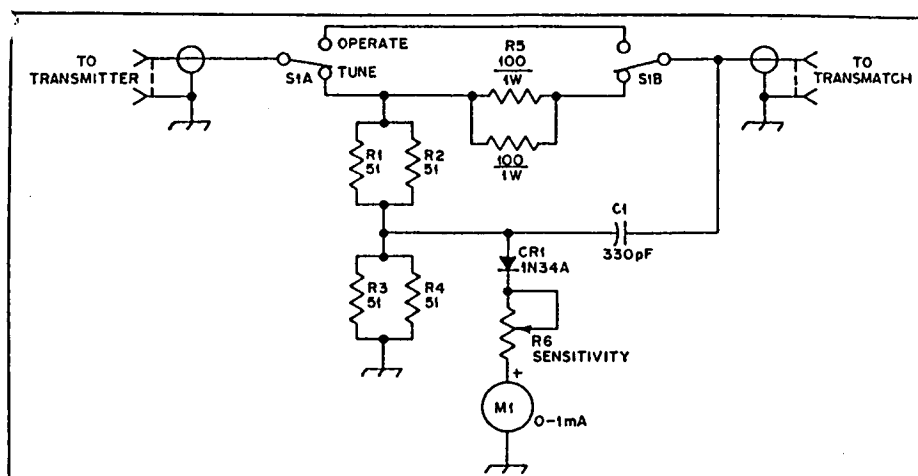 OPERATE
TO
TRANSMITTER
S1A
TUNE
R5
100
1W
S1B
TO
TRANSMATCH
100
1W
R1
51
R2
51
C1
330pF
CR1
1N34A
R3
51
R4
51
R6
SENSITIVITY
+
M1
0-1mA